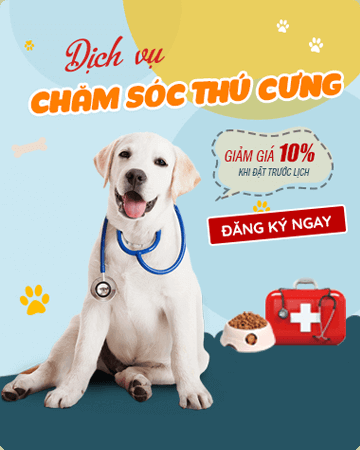 Dịch vụ
CHĂM SÓC THÚ CƯNG
GIẢM GIÁ 10%
KHI ĐẶT TRƯỚC LỊCH
ĐĂNG KÝ NGAY